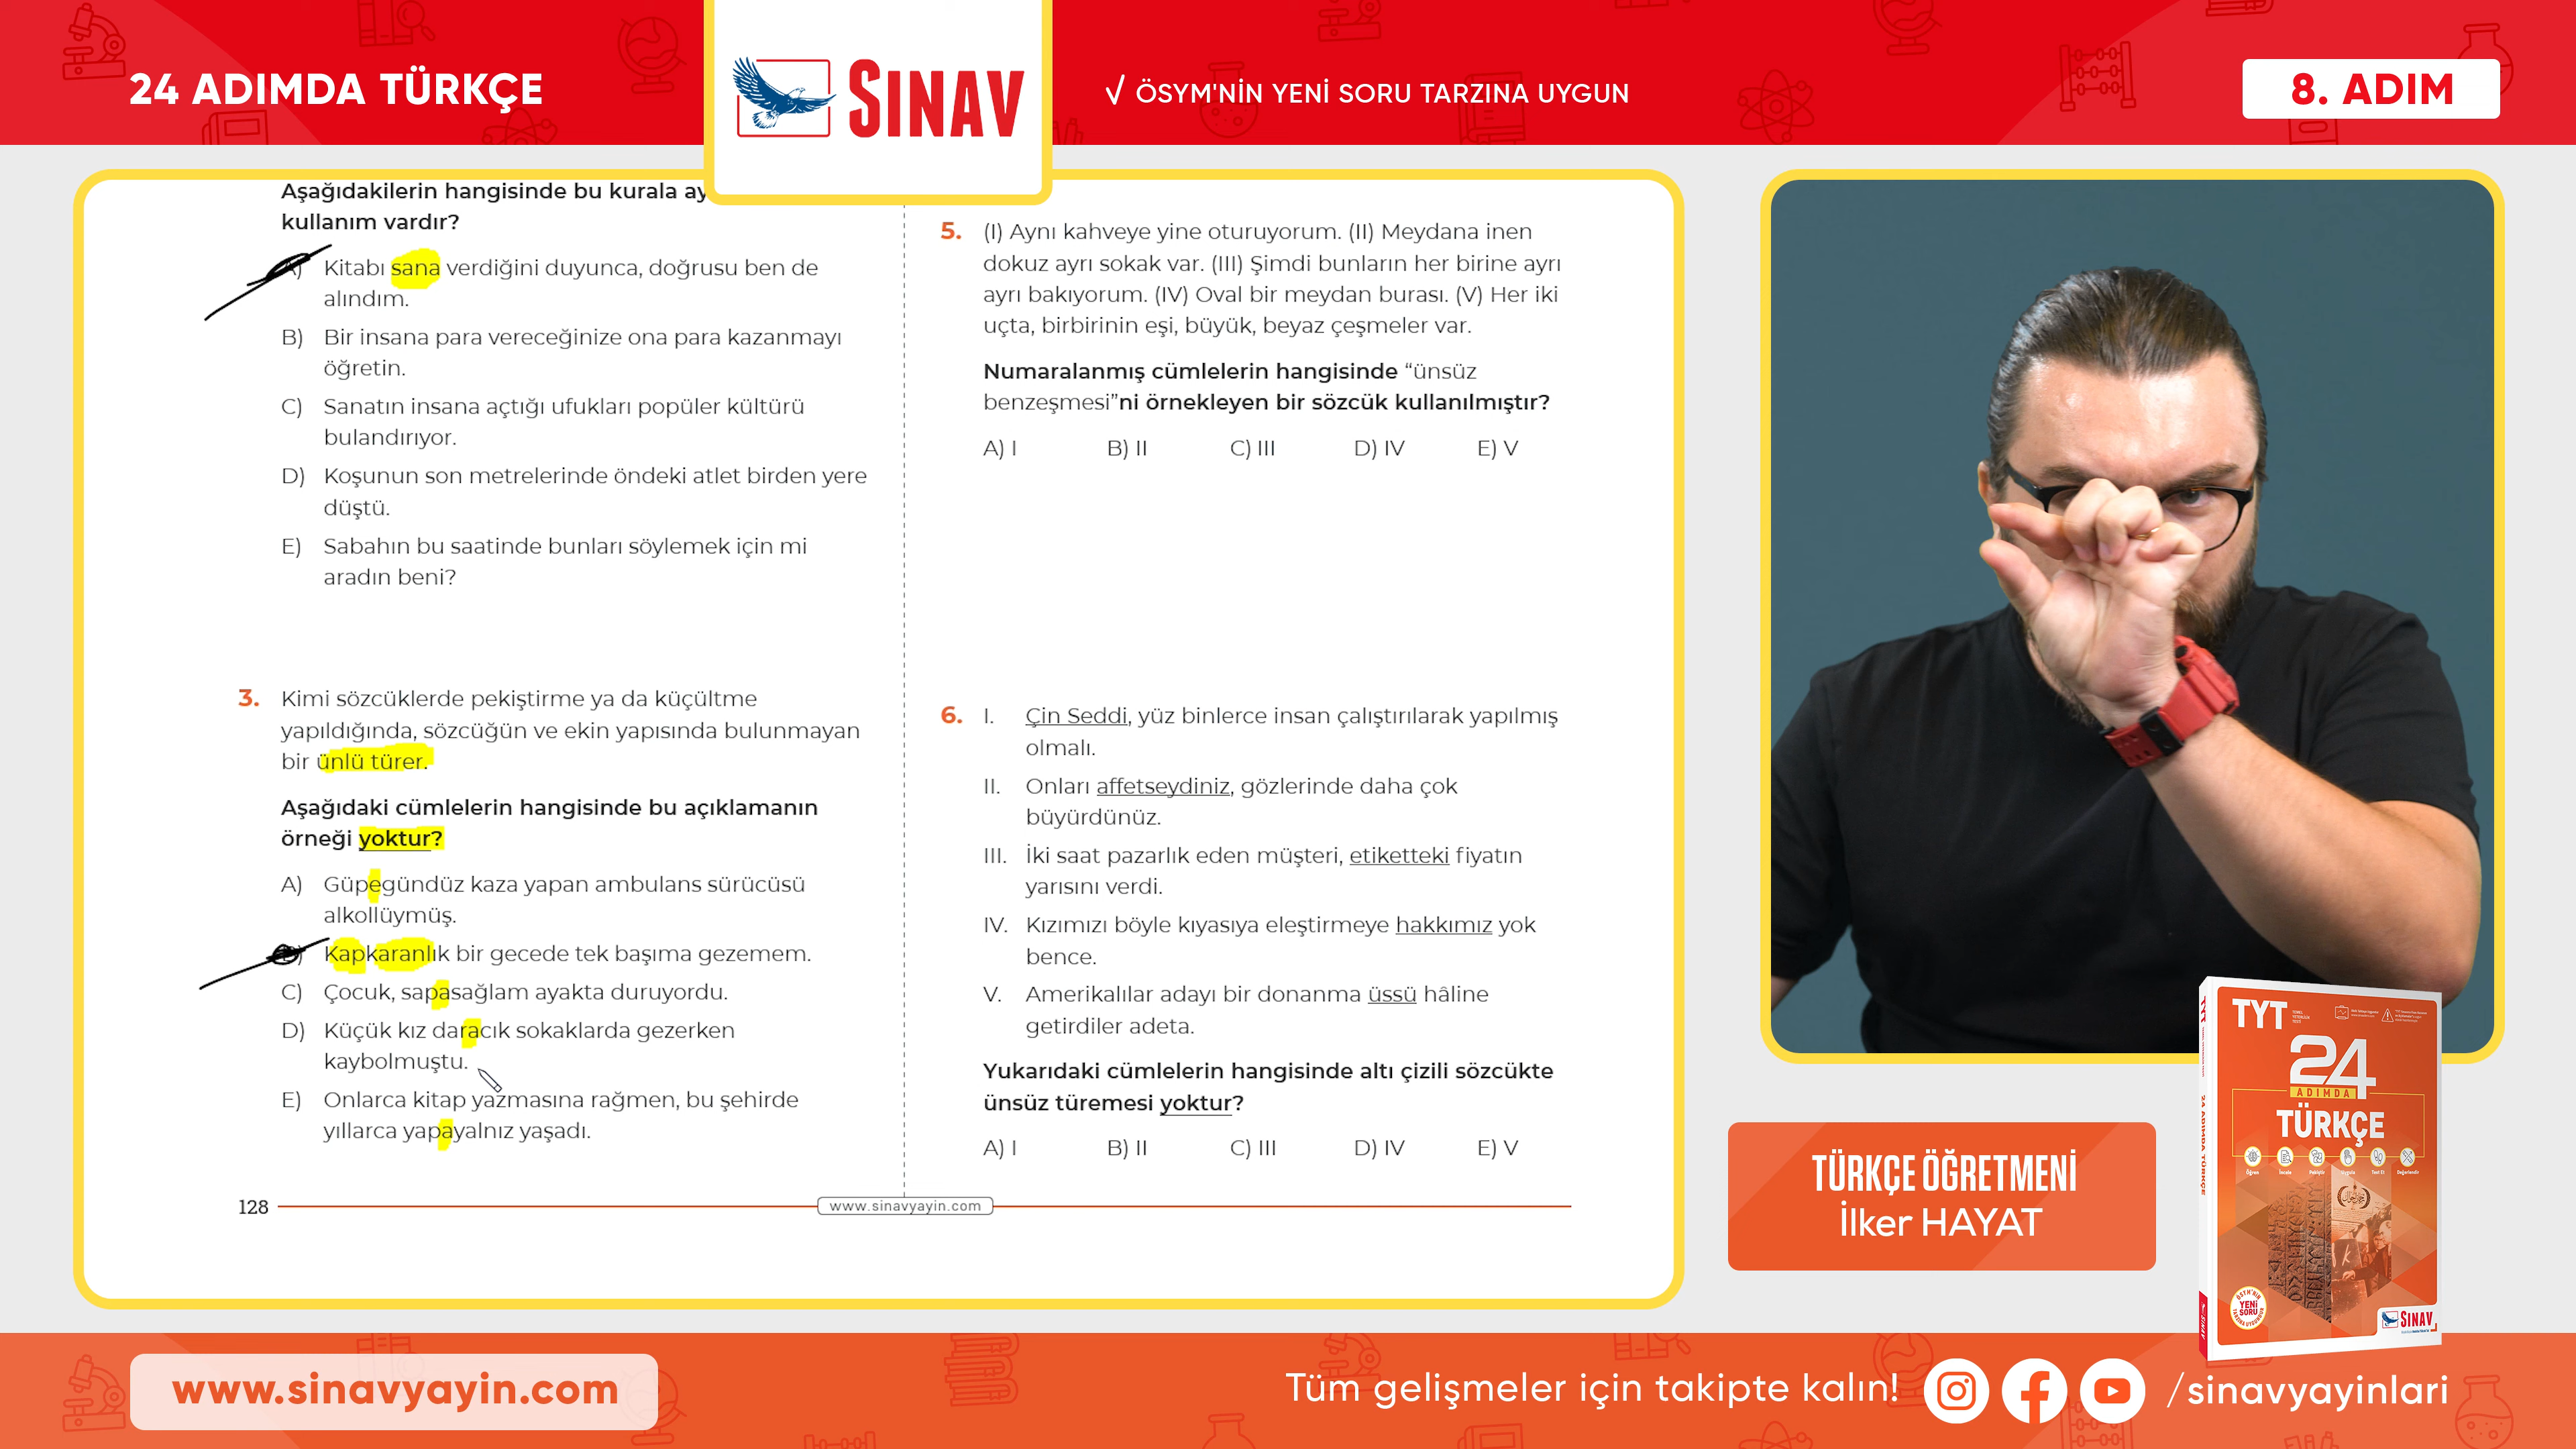 24 ADIMDA TÜRKÇE
SINAV
√ ÖSYM'NİN YENİ SORU TARZINA UYGUN
8. ADIM
Aşağıdakilerin hangisinde bu kurala
kullanım vardır?
Kitabı sana verdiğini duyunca, doğrusu ben de
alındım.
B) Bir insana para vereceğinize ona para kazanmayı
öğretin.
C) Sanatın insana açtığı ufukları popüler kültürü
bulandırıyor.
D) Koşunun son metrelerinde öndeki atlet birden yere
düştü.
E) Sabahın bu saatinde bunları söylemek için mi
aradın beni?
3. Kimi sözcüklerde pekiştirme ya da küçültme
yapıldığında, sözcüğün ve ekin yapısında bulunmayan
bir ünlü türer.
Aşağıdaki cümlelerin hangisinde bu açıklamanın
örneği yoktur?
A) Güpegündüz kaza yapan ambulans sürücüsü
alkollüymüş.
Kapkaranlık bir gecede tek başıma gezemem.
C) Çocuk, sapasağlam ayakta duruyordu.
D) Küçük kız daracık sokaklarda gezerken
kaybolmuştu.
E) Onlarca kitap yazmasına rağmen, bu şehirde
yıllarca yapayalnız yaşadı.
5. (I) Aynı kahveye yine oturuyorum. (II) Meydana inen
dokuz ayrı sokak var. (III) Şimdi bunların her birine ayrı
ayrı bakıyorum. (IV) Oval bir meydan burası. (V) Her iki
uçta, birbirinin eşi, büyük, beyaz çeşmeler var.
Numaralanmış cümlelerin hangisinde “ünsüz
benzeşmesi”ni örnekleyen bir sözcük kullanılmıştır?
A) I B) II C) III D) IV E) V
6. I. Çin Seddi, yüz binlerce insan çalıştırılarak yapılmış
olmalı.
II. Onları affetseydiniz, gözlerinde daha çok
büyürdünüz.
III. İki saat pazarlık eden müşteri, etiketteki fiyatın
yarısını verdi.
IV. Kızımızı böyle kıyasıya eleştirmeye hakkımız yok
bence.
V. Amerikalılar adayı bir donanma üssü hâline
getirdiler adeta.
Yukarıdaki cümlelerin hangisinde altı çizili sözcükte
ünsüz türemesi yoktur?
A) I B) II C) III D) IV E) V
128
www.sinavyayin.com
TÜRKÇE ÖĞRETMENİ
İlker HAYAT
TYT
24
ADIMDA
TÜRKÇE
YENİ
SORU
SINAV
www.sinavyayin.com
Tüm gelişmeler için takipte kalın!
/sinavyayinlari